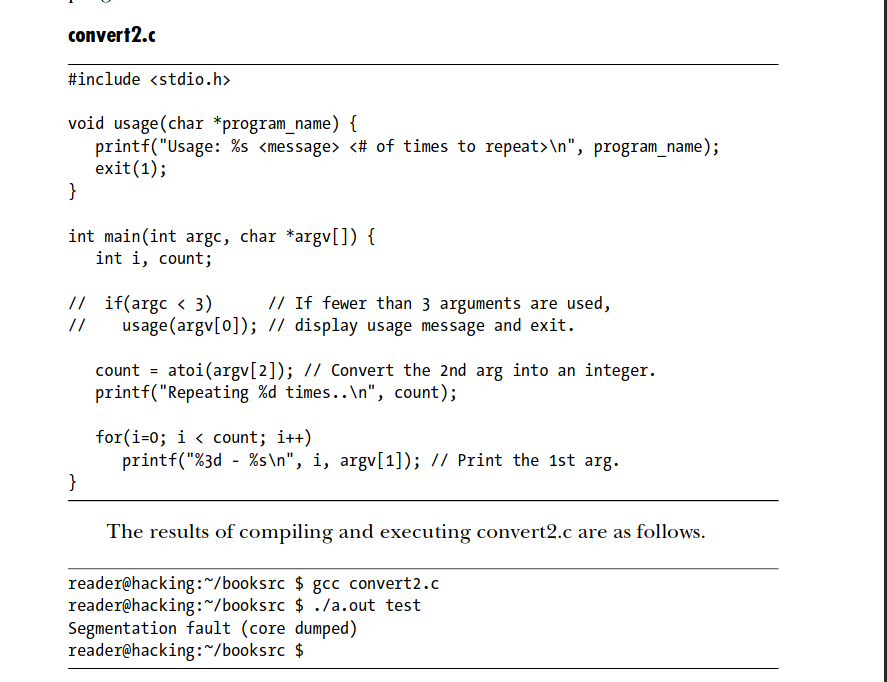 convert2.c
#include <stdio.h>
void usage(char *program_name) {
   printf("Usage: %s <message> <# of times to repeat>\n", program_name);
   exit(1);
}
int main(int argc, char *argv[]) {
   int i, count;
//  if(argc < 3)      // If fewer than 3 arguments are used,
//    usage(argv[0]); // display usage message and exit.
   count = atoi(argv[2]); // Convert the 2nd arg into an integer.
   printf("Repeating %d times..\n", count);
   for(i=0; i < count; i++)
      printf("%3d - %s\n", i, argv[1]); // Print the 1st arg.
}
The results of compiling and executing convert2.c are as follows.
reader@hacking:~/booksrc $ gcc convert2.c
reader@hacking:~/booksrc $ ./a.out test
Segmentation fault (core dumped)
reader@hacking:~/booksrc $